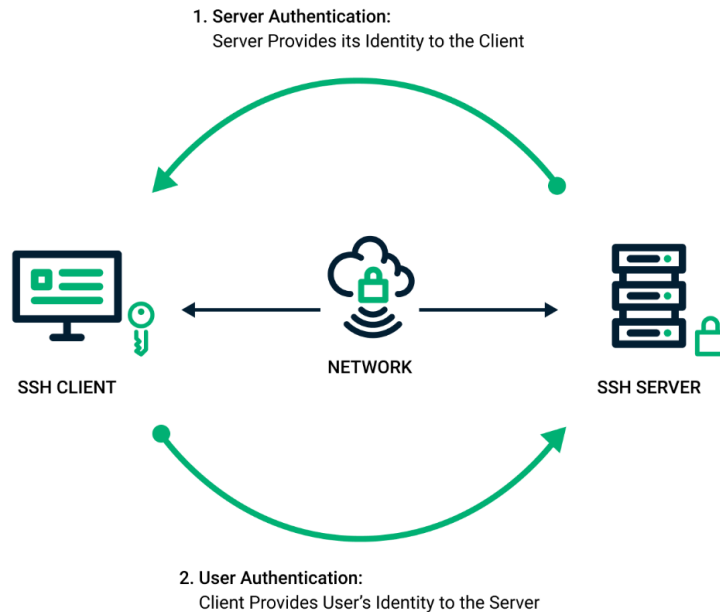 1. Server Authentication:
Server Provides its Identity to the Client
NETWORK
SSH CLIENT
SSH SERVER
2. User Authentication:
Client Provides User's Identity to the Server